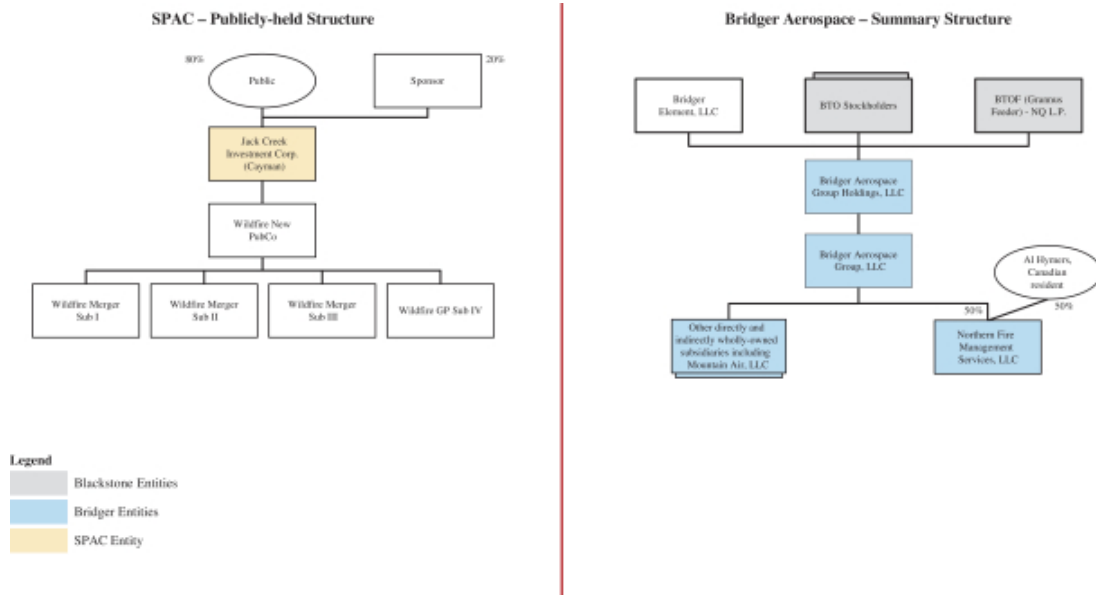 SPAC – Publicly-held Structure
80%
Public
Sponsor
20%
Jack Creek
Investment Corp.
(Cayman)
Wildfire New
PubCo
Wildfire Merger
Sub I
Wildfire Merger
Sub II
Wildfire Merger
Sub III
Wildfire GP Sub IV
Legend
Blackstone Entities
Bridger Entities
SPAC Entity
Bridger Aerospace – Summary Structure
Bridger
Element, LLC
BTO Stockholders
BTOF (Grannus
Feeder) - NQ L.P.
Bridger Aerospace
Group Holdings, LLC
Bridger Aerospace
Group, LLC
Al Hymers,
Canadian
resident
50%
50%
Other directly and
indirectly wholly-owned
subsidiaries including
Mountain Air, LLC
Northern Fire
Management
Services, LLC